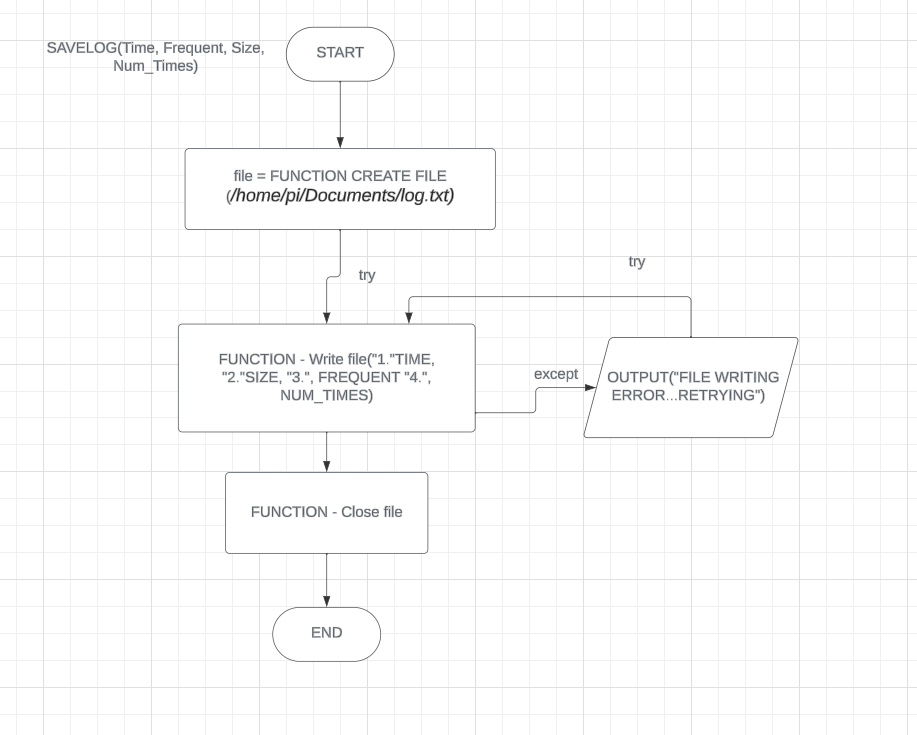 SAVELOG(Time, Frequent, Size,
Num_Times)
START
file = FUNCTION CREATE FILE
(/home/pi/Documents/log.txt)
try
try
FUNCTION - Write file("1."TIME,
"2."SIZE, "3.", FREQUENT "4.",
NUM_TIMES)
except
OUTPUT("FILE WRITING
ERROR...RETRYING")
FUNCTION - Close file
END